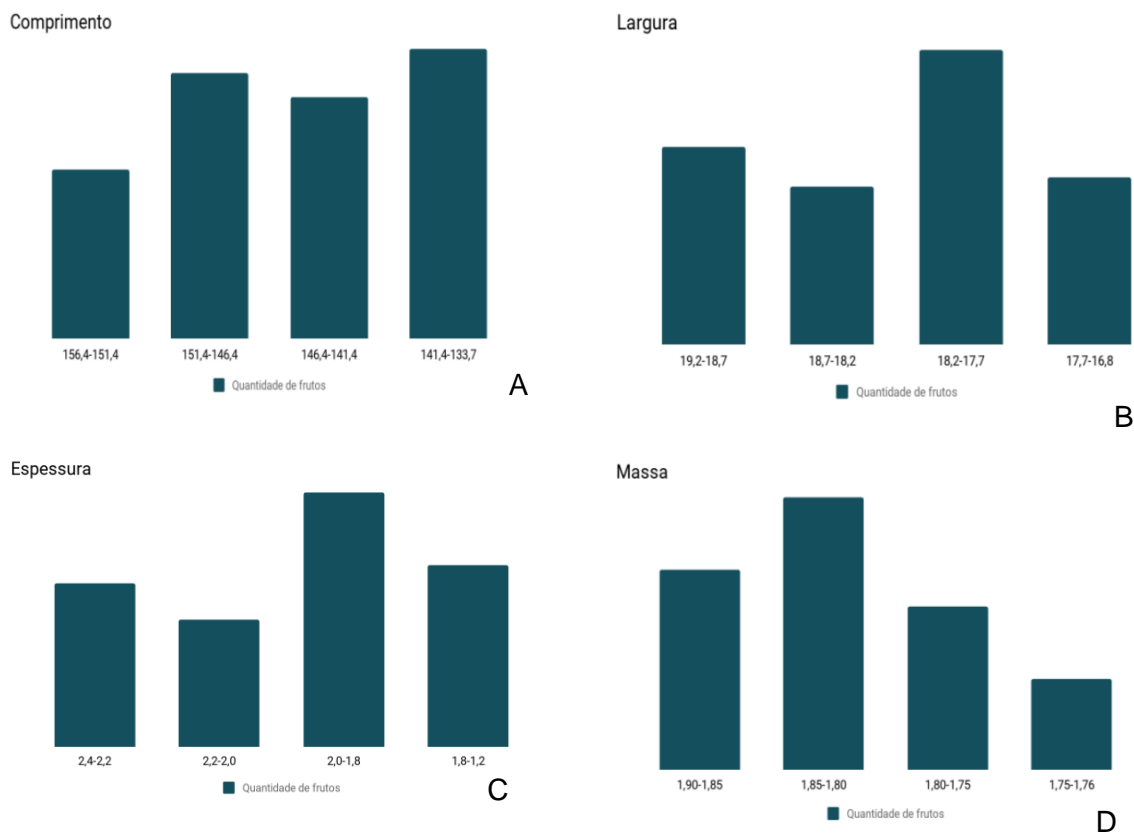 Comprimento
156,4-151,4 151,4-146,4 146,4-141,4 141,4-133,7
Quantidade de frutos
A
Largura
19,2-18,7 18,7-18,2 18,2-17,7 17,7-16,8
Quantidade de frutos
B
Espessura
2,4-2,2 2,2-2,0 2,0-1,8 1,8-1,2
Quantidade de frutos
C
Massa
1,90-1,85 1,85-1,80 1,80-1,75 1,75-1,76
Quantidade de frutos
D